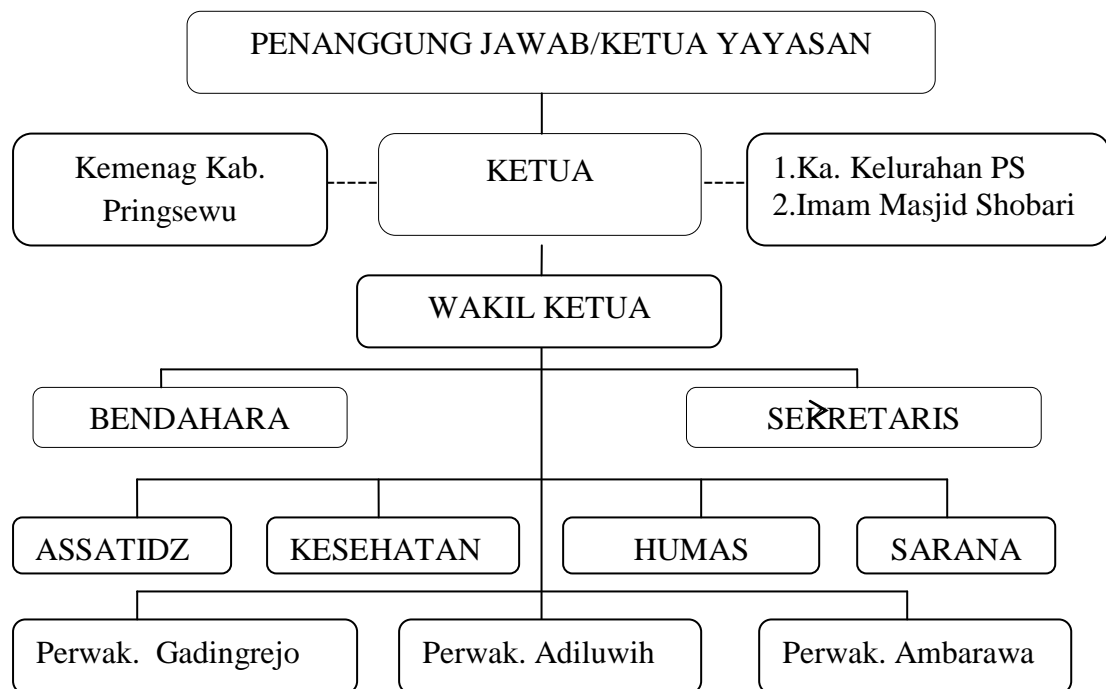 PENANGGUNG JAWAB/KETUA YAYASAN
Kemenag Kab.
Pringsewu
KETUA
1.Ka. Kelurahan PS
2.Imam Masjid Shobari
WAKIL KETUA
BENDAHARA
SEKRETARIS
ASSATIDZ
KESEHATAN
HUMAS
SARANA
Perwak. Gadingrejo
Perwak. Adiluwih
Perwak. Ambarawa